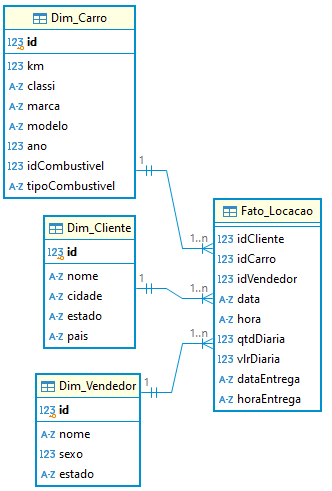 Dim_Carro
123 id
123 km
A-Z classi
A-Z marca
A-Z modelo
123 ano
123 idCombustivel
A-Z tipoCombustivel
1
1..n
Dim_Cliente
123 id
A-Z nome
A-Z cidade
A-Z estado
A-Z pais
1
1..n
Dim_Vendedor
123 id
A-Z nome
123 sexo
A-Z estado
1
1..n
Fato_Locacao
123 idCliente
123 idCarro
123 idVendedor
A-Z data
A-Z hora
123 qtdDiaria
123 vlrDiaria
A-Z dataEntrega
A-Z horaEntrega